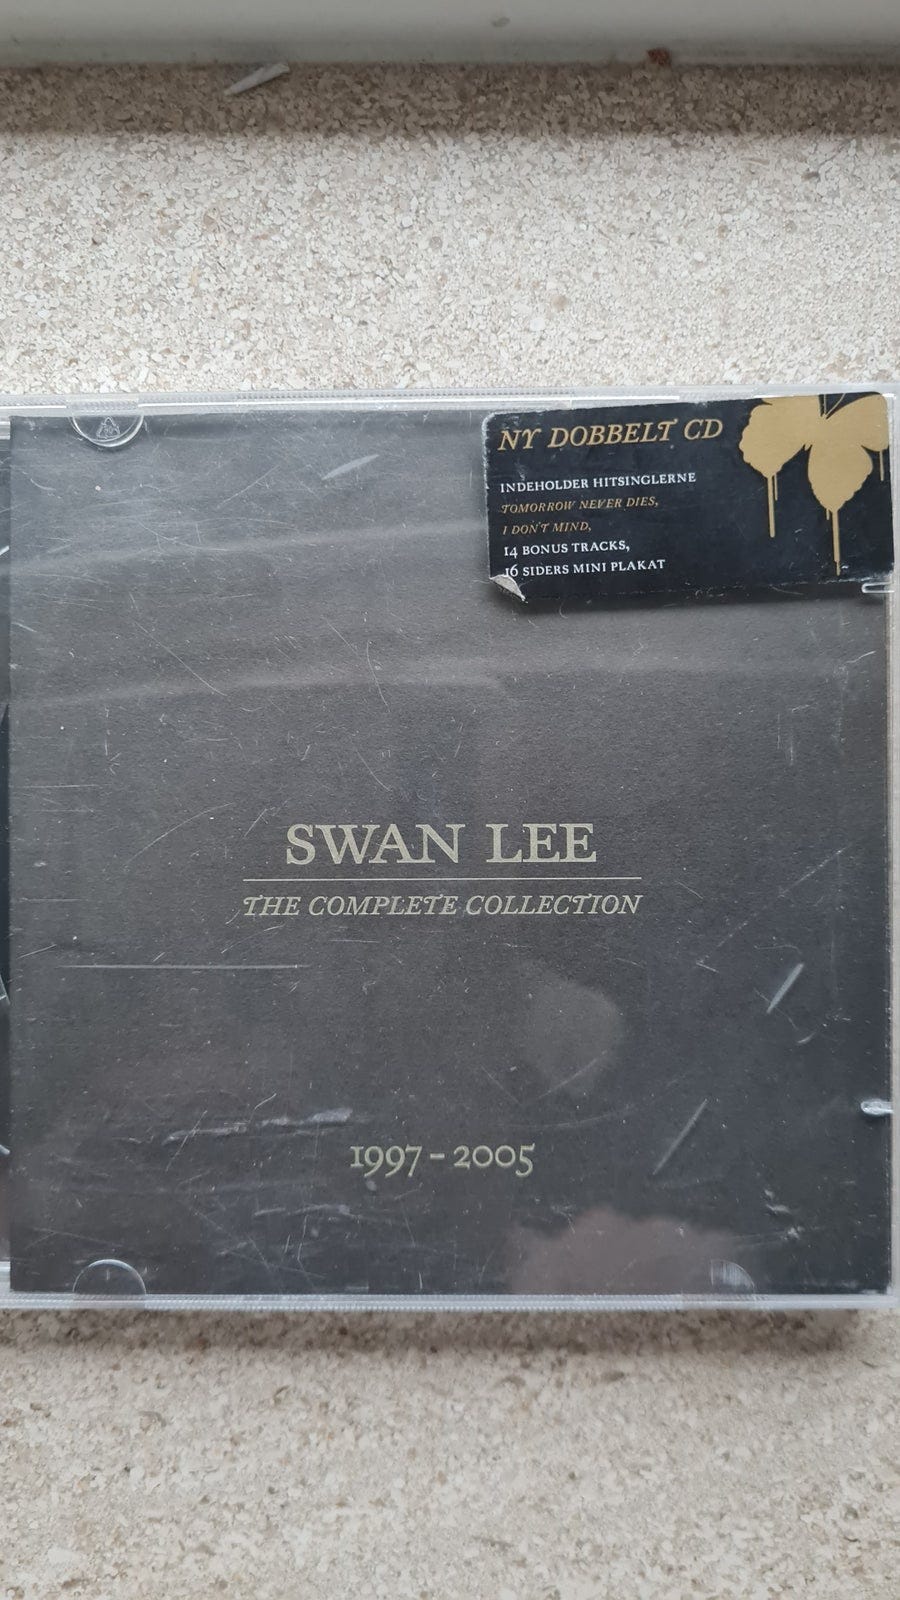 NY DOBBELT CD
INDEHOLDER HITSINGLERNE
TOMORROW NEVER DIES,
I DON'T MIND,
14 BONUS TRACKS,
16 SIDERS MINI PLAKAT
SWAN LEE
THE COMPLETE COLLECTION
1997-2005